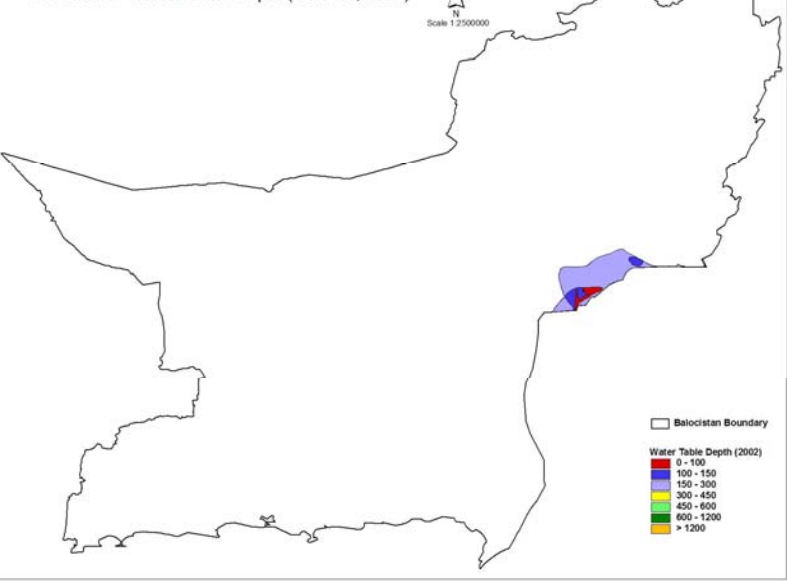 N
Scale 1:2500000
Balocistan Boundary
Water Table Depth (2002)
0 - 100
100 - 150
150 - 300
300 - 450
450 - 600
600 - 1200
> 1200